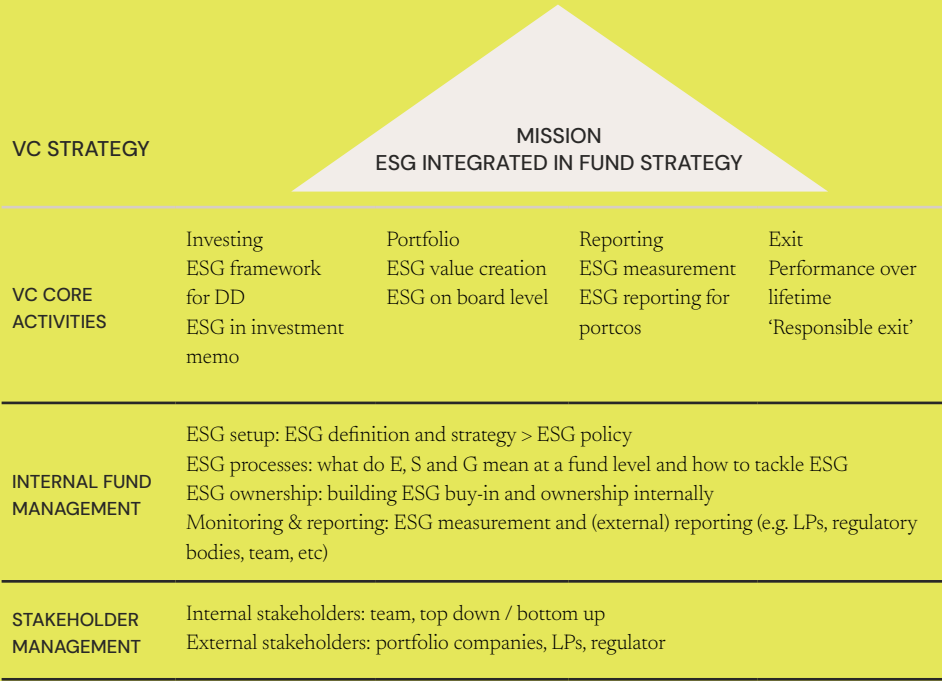 VC STRATEGY
MISSION
ESG INTEGRATED IN FUND STRATEGY
VC CORE
ACTIVITIES
Investing
ESG framework
for DD
ESG in investment
memo
Portfolio
ESG value creation
ESG on board level
Reporting
ESG measurement
ESG reporting for
portcos
Exit
Performance over
lifetime
‘Responsible exit’
INTERNAL FUND
MANAGEMENT
ESG setup: ESG definition and strategy > ESG policy
ESG processes: what do E, S and G mean at a fund level and how to tackle ESG
ESG ownership: building ESG buy-in and ownership internally
Monitoring & reporting: ESG measurement and (external) reporting (e.g. LPs, regulatory
bodies, team, etc)
STAKEHOLDER
MANAGEMENT
Internal stakeholders: team, top down / bottom up
External stakeholders: portfolio companies, LPs, regulator